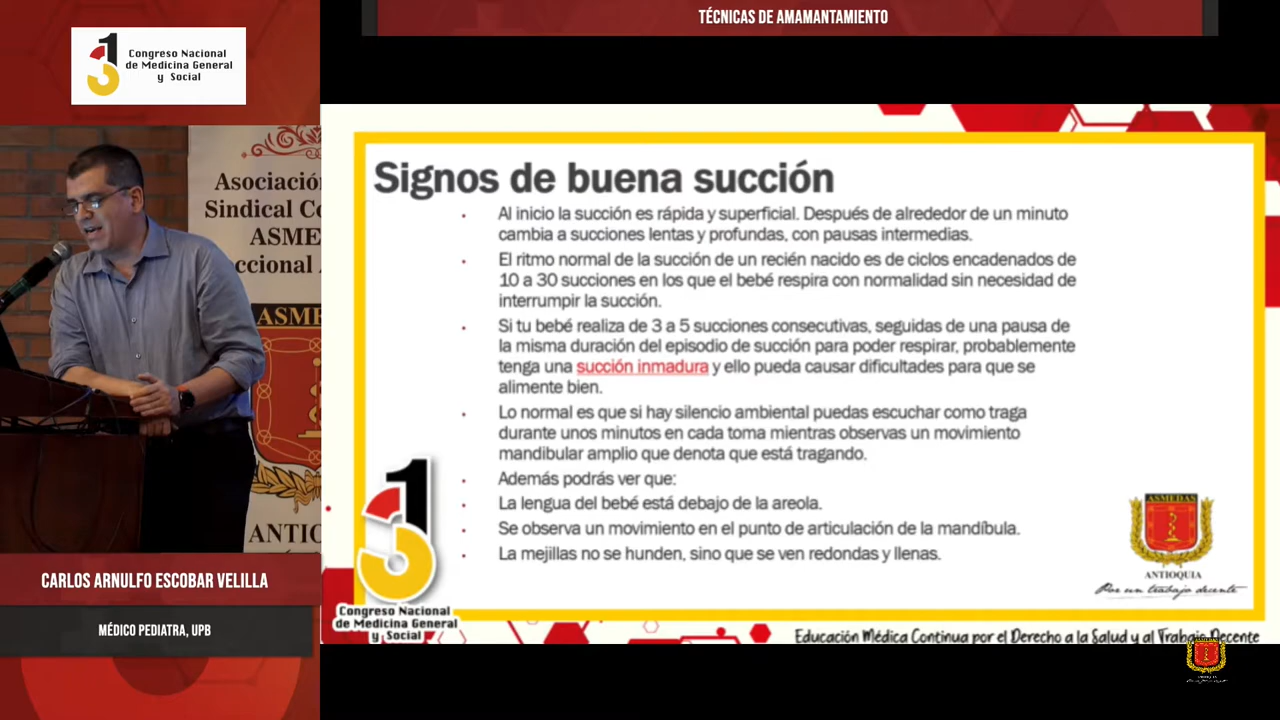 TÉCNICAS DE AMAMANTAMIENTO
Congreso Nacional
de Medicina General
y Social
Asociación
Sindical Co
ASME
ccional A
ASME
ANTIO
CARLOS ARNULFO ESCOBAR VELILLA
MÉDICO PEDIATRA, UPB
Signos de buena succión
Al inicio la succión es rápida y superficial. Después de alrededor de un minuto
cambia a succiones lentas y profundas, con pausas intermedias.
El ritmo normal de la succión de un recién nacido es de ciclos encadenados de
10 a 30 succiones en los que el bebé respira con normalidad sin necesidad de
interrumpir la succión.
Si tu bebé realiza de 3 a 5 succiones consecutivas, seguidas de una pausa de
la misma duración del episodio de succión para poder respirar, probablemente
tenga una succión inmadura y ello pueda causar dificultades para que se
alimente bien.
Lo normal es que si hay silencio ambiental puedas escuchar como traga
durante unos minutos en cada toma mientras observas un movimiento
mandibular amplio que denota que está tragando.
Además podrás ver que:
La lengua del bebé está debajo de la areola.
Se observa un movimiento en el punto de articulación de la mandíbula.
La mejillas no se hunden, sino que se ven redondas y llenas.
Congreso Nacional
de Medicina General
y Social
ASMEDAS
ANTIOQUIA
Por un trabajo decente
Educación Médica Continua por el Derecho a la Salud y al Trabajo Decente